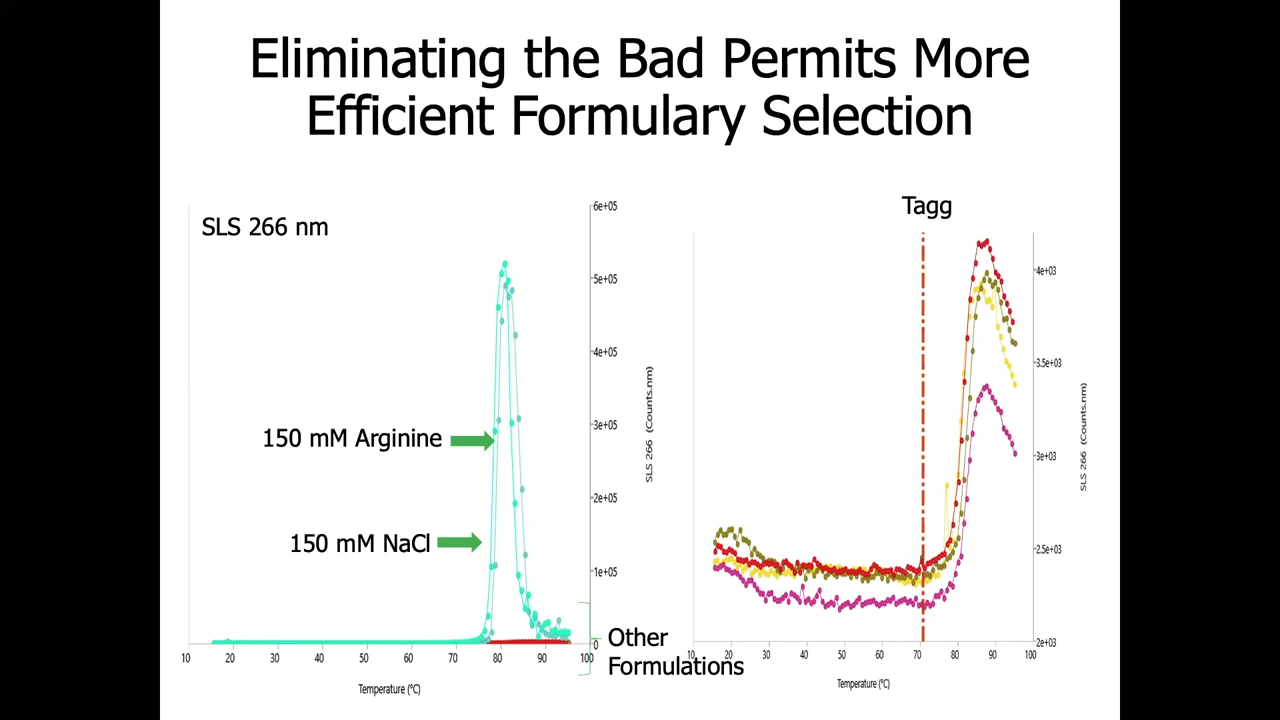 Eliminating the Bad Permits More
Efficient Formulary Selection
SLS 266 nm
150 mM Arginine
150 mM NaCl
6e+05
5e+05
4e+05
3e+05
2e+05
1e+05
0
SLS 266 (Counts.nm)
10 20 30 40 50 60 70 80 90 100
Temperature (°C)
Other
Formulations
Tagg
4e+03
3.5e+03
3e+03
2.5e+03
2e+03
SLS 266 (Counts.nm)
10 20 30 40 50 60 70 80 90 100
Temperature (°C)